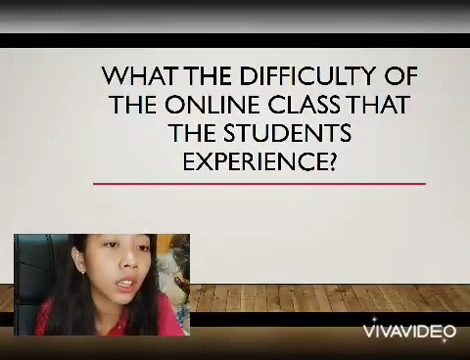 WHAT THE DIFFICULTY OF
THE ONLINE CLASS THAT
THE STUDENTS
EXPERIENCE?
VIVAVIDEO